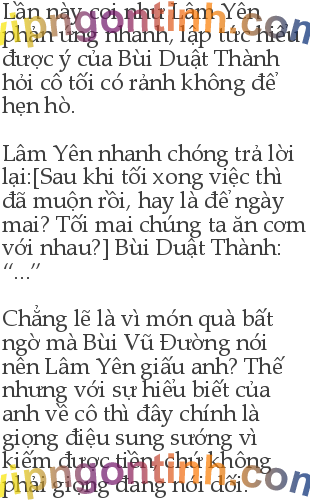 Lần này coi như Lâm Yên
phản ứng nhanh, lập tức hiểu
được ý của Bùi Duật Thành
hỏi cô tối có rảnh không để
hẹn hò.
Lâm Yên nhanh chóng trả lời
lại:[Sau khi tối xong việc thì
đã muộn rồi, hay là để ngày
mai? Tối mai chúng ta ăn cơm
với nhau?] Bùi Duật Thành:
“...”
Chẳng lẽ là vì món quà bất
ngờ mà Bùi Vũ Đường nói
nên Lâm Yên giấu anh? Thế
nhưng với sự hiểu biết của
anh về cô thì đây chính là
giọng điệu sung sướng vì
kiếm được tiền, chứ không
phải giọng đang nói dối.